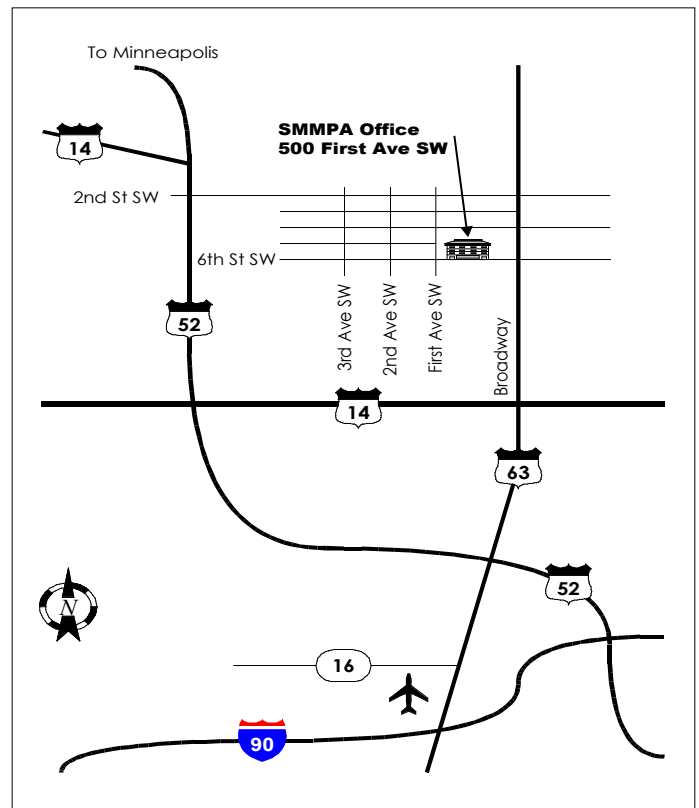 To Minneapolis
14
SMMPA Office
500 First Ave SW
2nd St SW
6th St SW
52
3rd Ave SW
2nd Ave SW
First Ave SW
Broadway
14
63
52
N
16
90